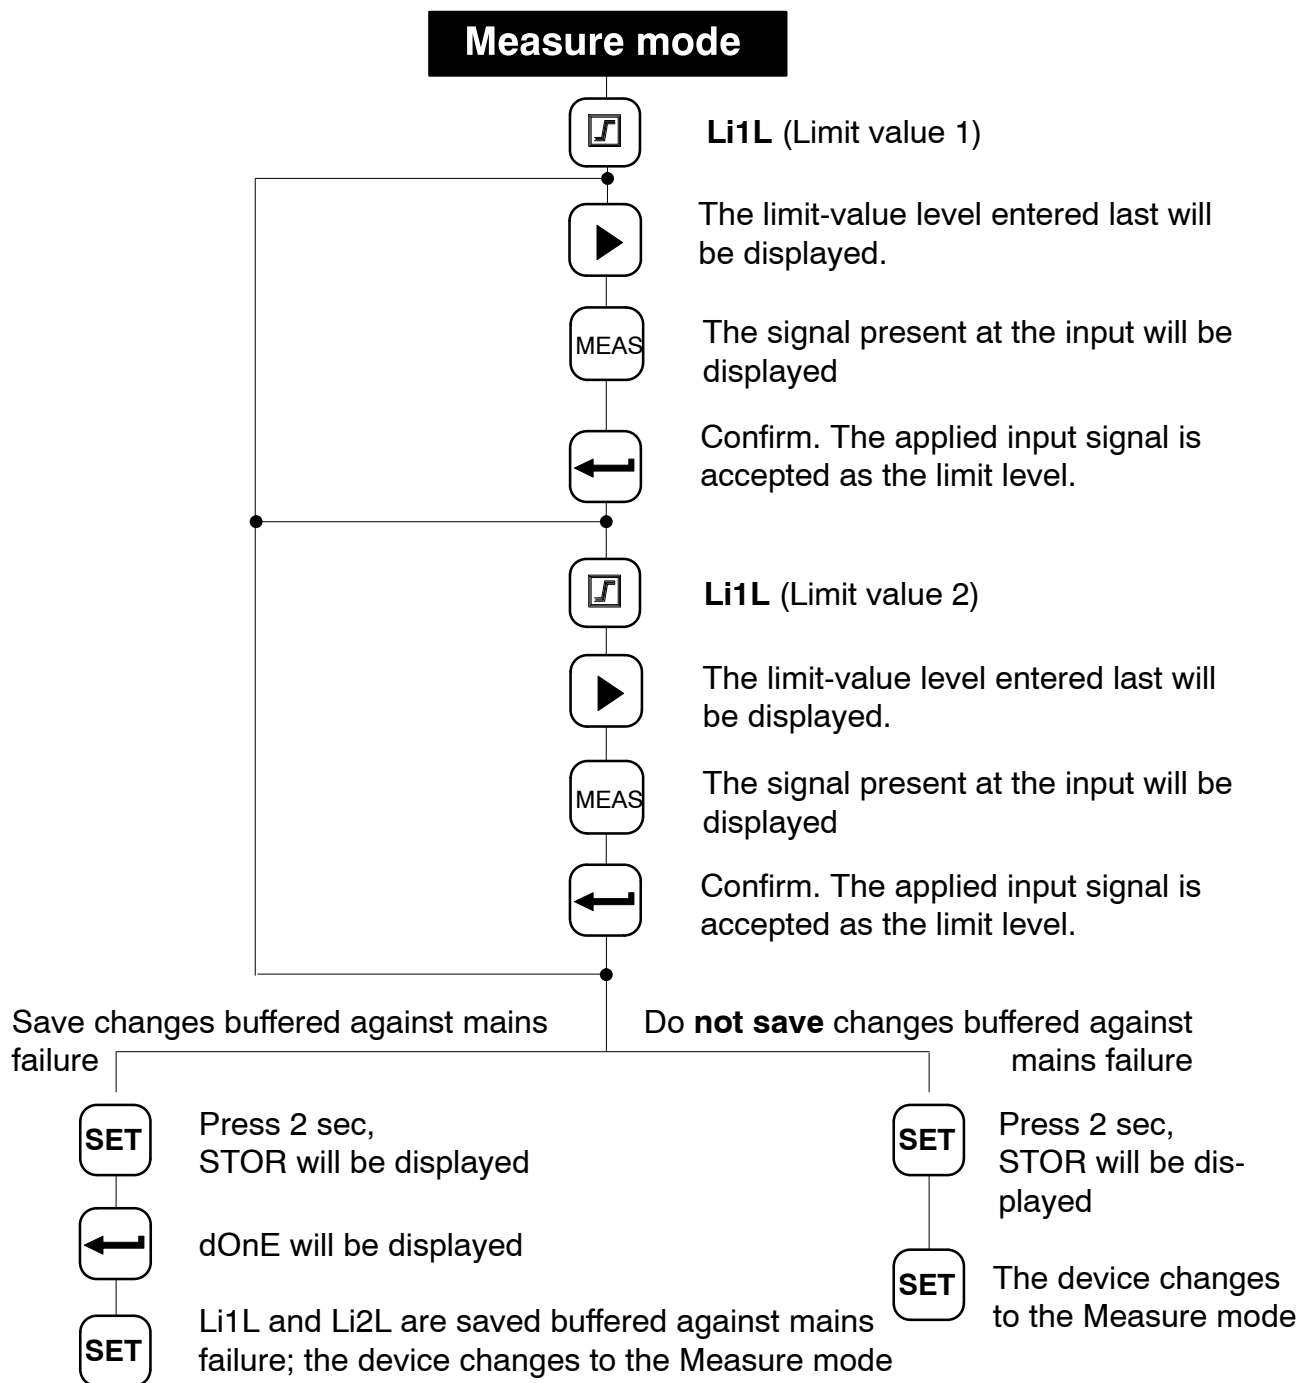 Measure mode
Li1L (Limit value 1)
The limit-value level entered last will
be displayed.
MEAS
The signal present at the input will be
displayed
Confirm. The applied input signal is
accepted as the limit level.
Li1L (Limit value 2)
The limit-value level entered last will
be displayed.
MEAS
The signal present at the input will be
displayed
Confirm. The applied input signal is
accepted as the limit level.
Save changes buffered against mains
failure
Do not save changes buffered against
mains failure
SET
Press 2 sec,
STOR will be displayed
dOnE will be displayed
SET
Li1L and Li2L are saved buffered against mains
failure; the device changes to the Measure mode
SET
Press 2 sec,
STOR will be dis-
played
SET
The device changes
to the Measure mode